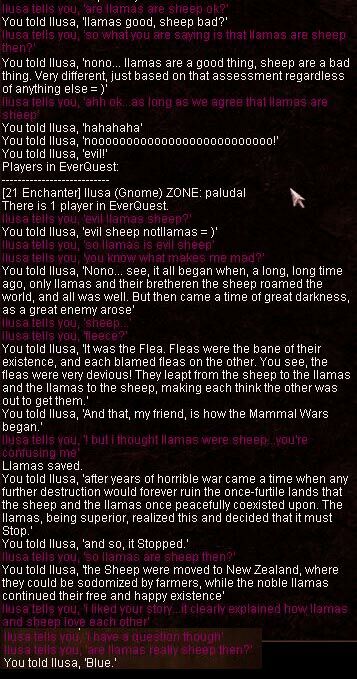 Ilusa tells you, 'are llamas are sheep ok?'
You told Ilusa, 'llamas good, sheep bad?'
Ilusa tells you, 'so what you are saying is that llamas are sheep
then?'
You told Ilusa, 'nono... llamas are a good thing, sheep are a bad
thing. Very different, just based on that assessment regardless
of anything else = )'
Ilusa tells you, 'ahh ok...as long as we agree that llamas are
sheep'
You told Ilusa, 'hahahaha'
You told Ilusa, 'noooooooooooooooooooooooooooo!'
You told Ilusa, 'evil!'
Players in EverQuest:
---------------------------
[21 Enchanter] Ilusa (Gnome) ZONE: paludal
There is 1 player in EverQuest.
Ilusa tells you, 'evil llamas sheep?'
You told Ilusa, 'evil sheep notllamas = )'
Ilusa tells you, 'so llamas is evil sheep'
Ilusa tells you, 'you know what makes me mad?'
You told Ilusa, 'Nono... see, it all began when, a long, long time
ago, only llamas and their bretheren the sheep roamed the
world, and all was well. But then came a time of great darkness,
as a great enemy arose'
Ilusa tells you, 'sheep...'
Ilusa tells you, 'fleece?'
You told Ilusa, 'It was the Flea. Fleas were the bane of their
existence, and each blamed fleas on the other. You see, the
fleas were very devious! They leapt from the sheep to the llamas
and the llamas to the sheep, making each think the other was
out to get them.'
You told Ilusa, 'And that, my friend, is how the Mammal Wars
began.'
Ilusa tells you, '! but i thought llamas were sheep...you're
confusing me'
Llamas saved.
You told Ilusa, 'after years of horrible war came a time when any
further destruction would forever ruin the once-furtile lands that
the sheep and the llamas once peacefully coexisted upon. The
llamas, being superior, realized this and decided that it must
Stop.'
You told Ilusa, 'and so, it Stopped.'
Ilusa tells you, 'so llamas are sheep then?'
You told Ilusa, 'the Sheep were moved to New Zealand, where
they could be sodomized by farmers, while the noble llamas
continued their free and happy existence'
Ilusa tells you, 'i liked your story...it clearly explained how llamas
and sheep love each other'
Ilusa tells you, 'i have a question though'
Ilusa tells you, 'are llamas really sheep then?'
You told Ilusa, 'Blue.'